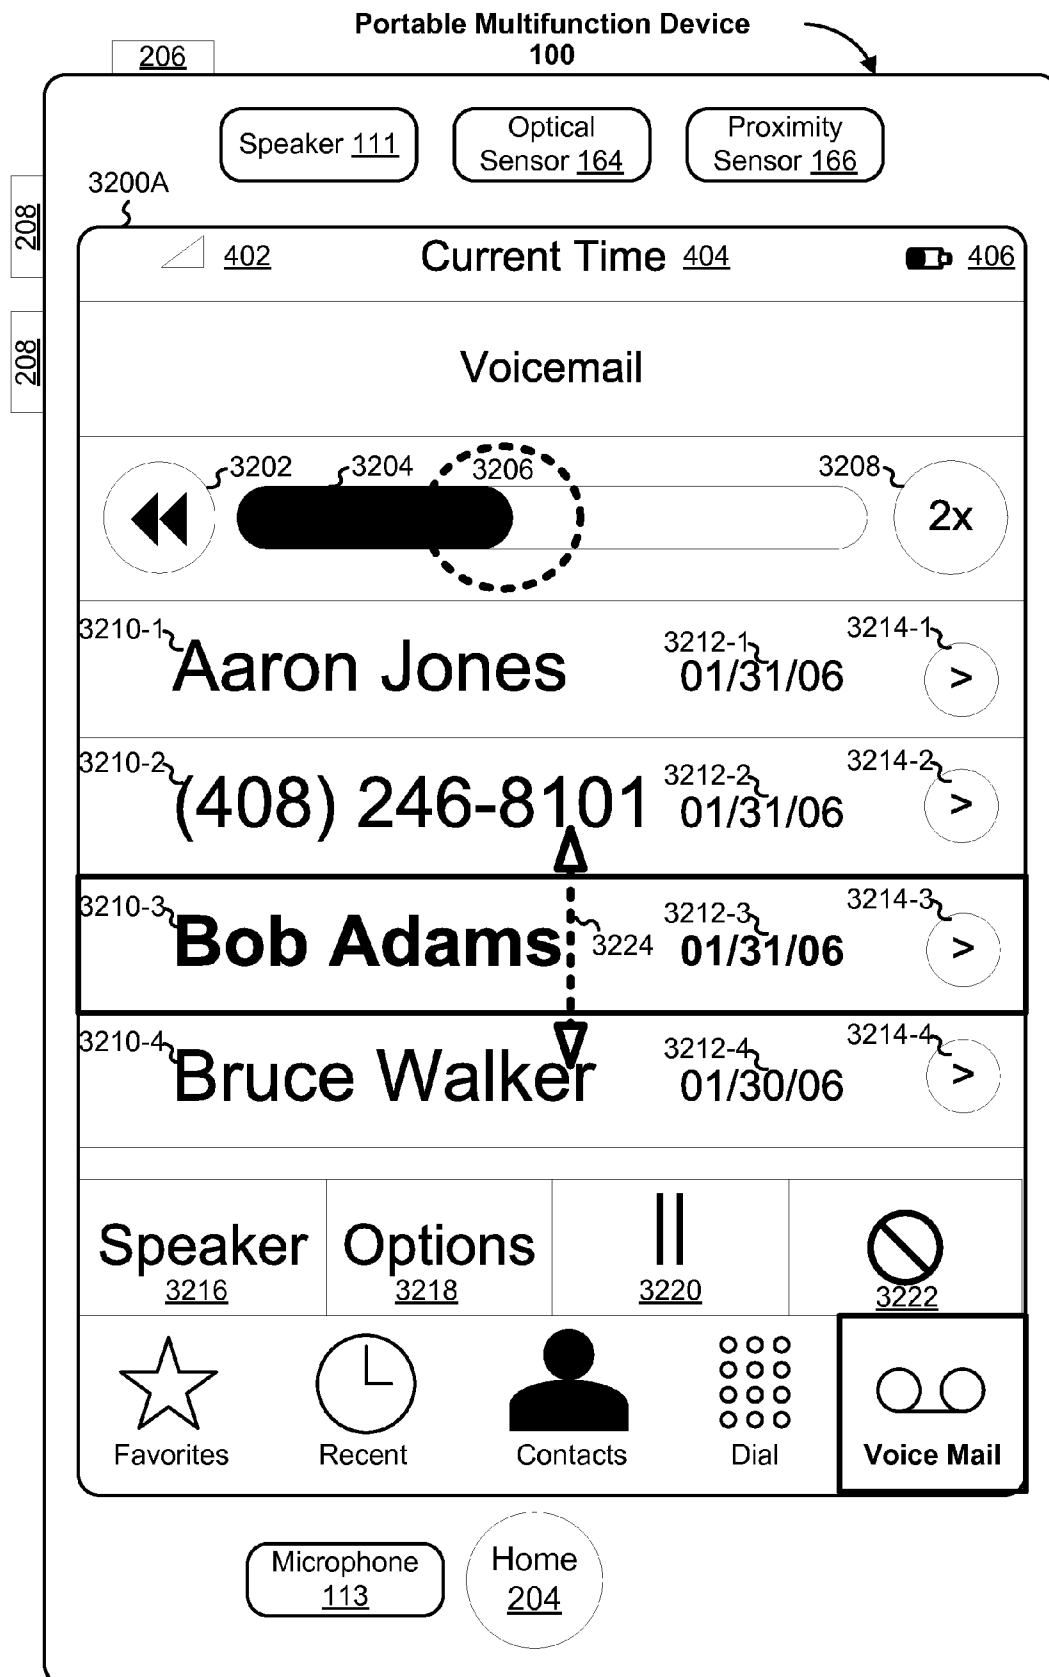 Portable Multifunction Device
100
206
Speaker 111
Optical
Sensor 164
Proximity
Sensor 166
3200A
208
208
402
Current Time 404
406
Voicemail
3202
3204
3206
3208
2x
3210-1
Aaron Jones
3212-1
01/31/06
3214-1
>
3210-2
(408) 246-8101
3212-2
01/31/06
3214-2
>
3210-3
Bob Adams
3224
3212-3
01/31/06
3214-3
>
3210-4
Bruce Walker
3212-4
01/30/06
3214-4
>
Speaker
3216
Options
3218
3220
3222
Favorites
Recent
Contacts
Dial
Voice Mail
Microphone
113
Home
204